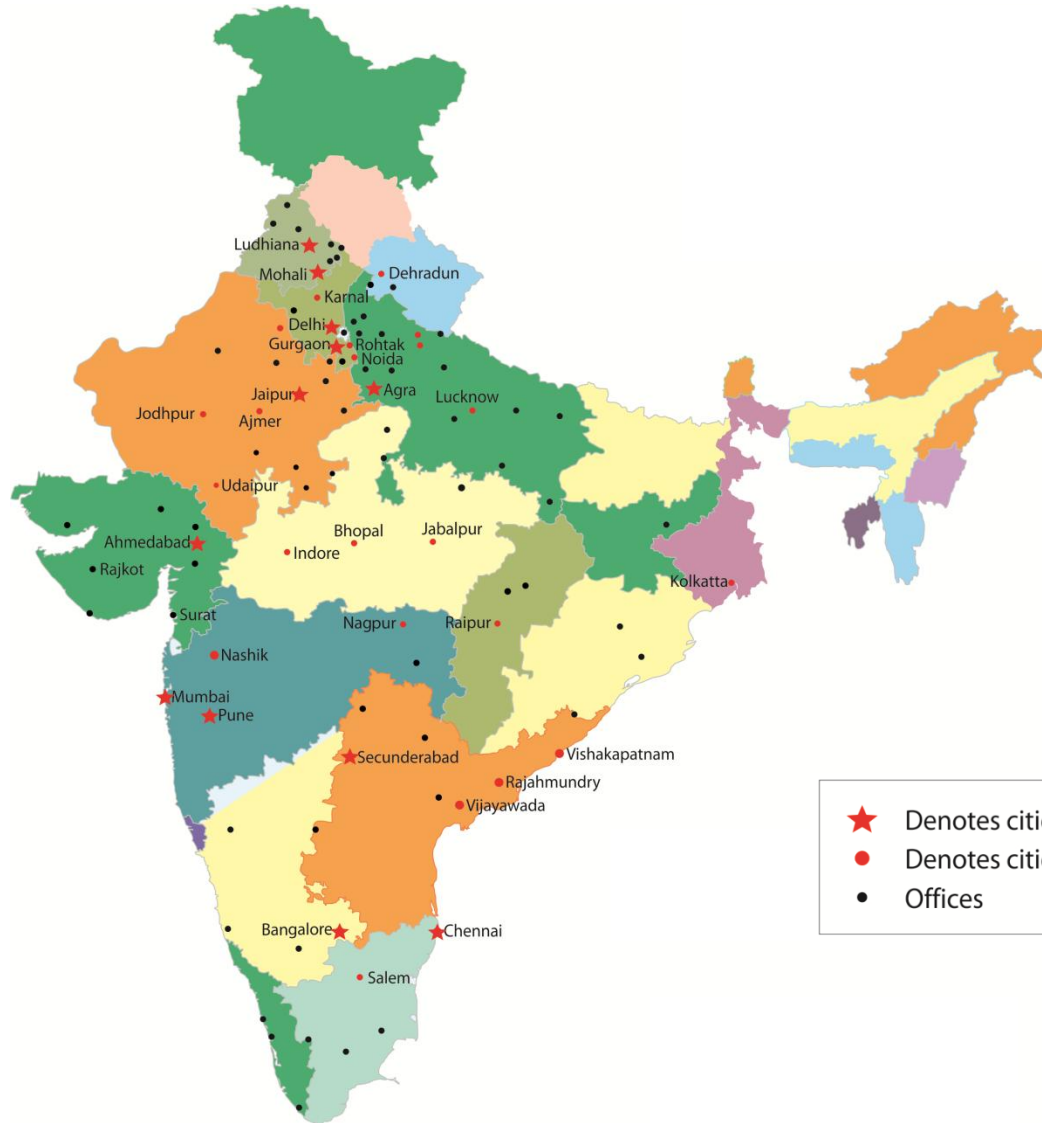 Ludhiana
Mohali
Dehradun
Karnal
Delhi
Gurgaon
Rohtak
Noida
Jaipur
Agra
Lucknow
Jodhpur
Ajmer
Udaipur
Ahmedabad
Bhopal
Jabalpur
Indore
Rajkot
Kolkatta
Surat
Nagpur
Raipur
Nashik
Mumbai
Pune
Secunderabad
Vishakapatnam
Rajahmundry
Vijayawada
Denotes citi
Denotes citi
Offices
Bangalore
Chennai
Salem